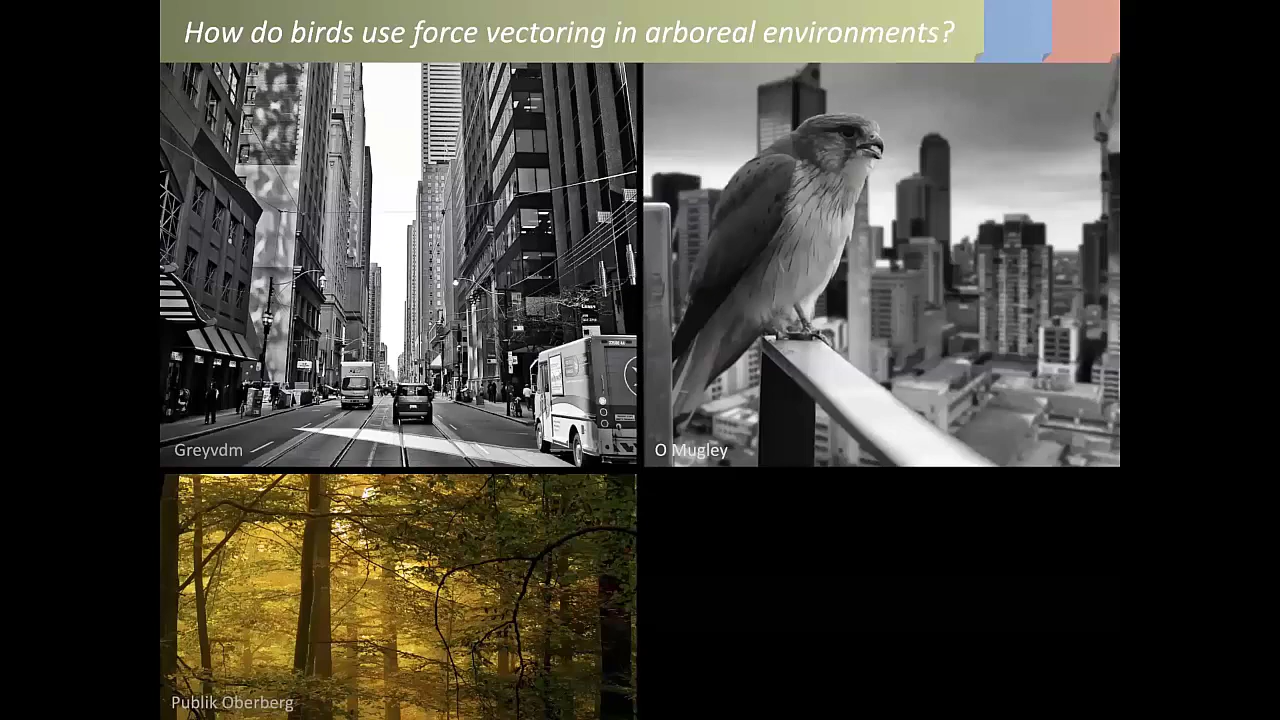 How do birds use force vectoring in arboreal environments?
Greyvdm
O Mugley
Publik Oberberg